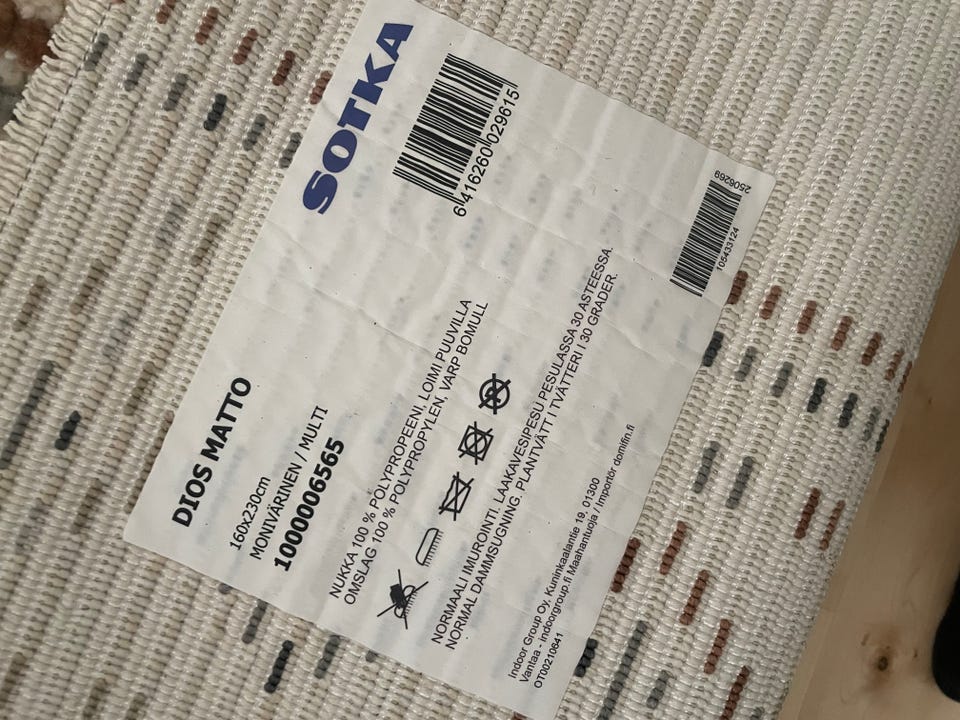 SOTKA
6 416260 029615
2506269
105433124
DIOS MATTO
160x230cm
MONIVÄRINEN / MULTI
1000006565
NUKKA 100 % POLYPROPEENI, LOIMI PUUVILLA
OMSLAG 100 % POLYPROPYLEN, VARP BOMULL
NORMAALI IMUROINTI. LAAKAVESIPESU PESULASSA 30 ASTEESSA.
NORMAL DAMMSUGNING. PLANTVÄTT I TVÄTTERI I 30 GRADER.
Indoor Group Oy, Kuninkaalantie 19, 01300
Vantaa - indoorgroup.fi Maahantuoja / Importör domifin.fi
OT00210641